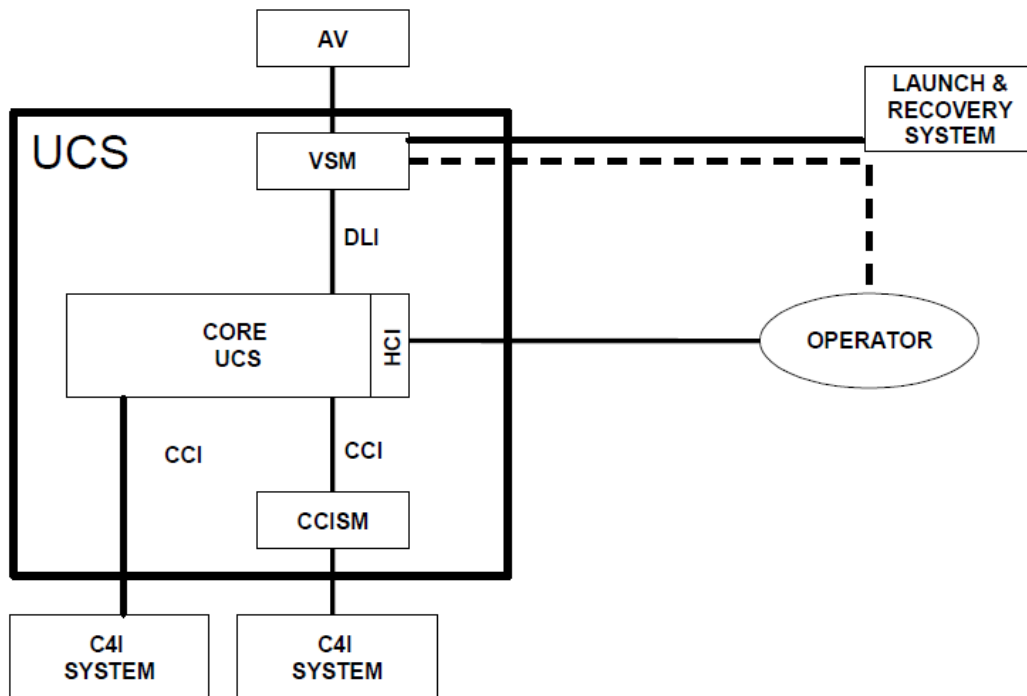 AV
LAUNCH &
RECOVERY
SYSTEM
UCS
VSM
DLI
CORE
UCS
HCI
OPERATOR
CCI
CCI
CCISM
C4I
SYSTEM
C4I
SYSTEM